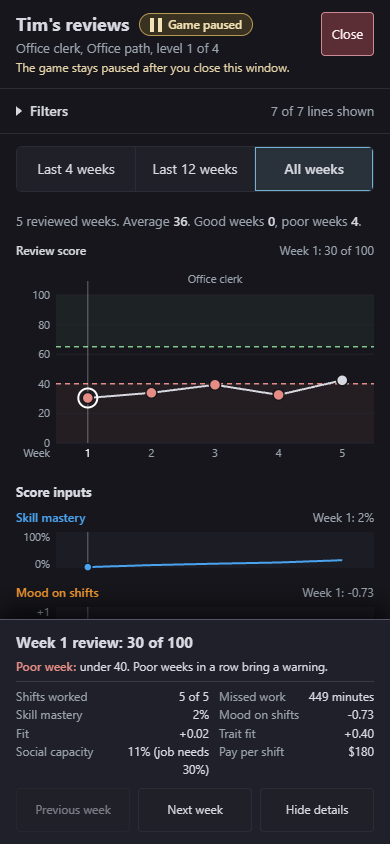 Tim's reviews
Game paused
Close
Office clerk, Office path, level 1 of 4
The game stays paused after you close this window.
Filters
7 of 7 lines shown
Last 4 weeks
Last 12 weeks
All weeks
5 reviewed weeks. Average 36. Good weeks 0, poor weeks 4.
Review score
Week 1: 30 of 100
Office clerk
100
80
60
40
20
0
Week 1 2 3 4 5
Score inputs
Skill mastery
Week 1: 2%
100%
0%
Mood on shifts
Week 1: -0.73
+1
Week 1 review: 30 of 100
Poor week: under 40. Poor weeks in a row bring a warning.
Shifts worked 5 of 5 Missed work 449 minutes
Skill mastery 2% Mood on shifts -0.73
Fit +0.02 Trait fit +0.40
Social capacity 11% (job needs Pay per shift $180
30%)
Previous week
Next week
Hide details